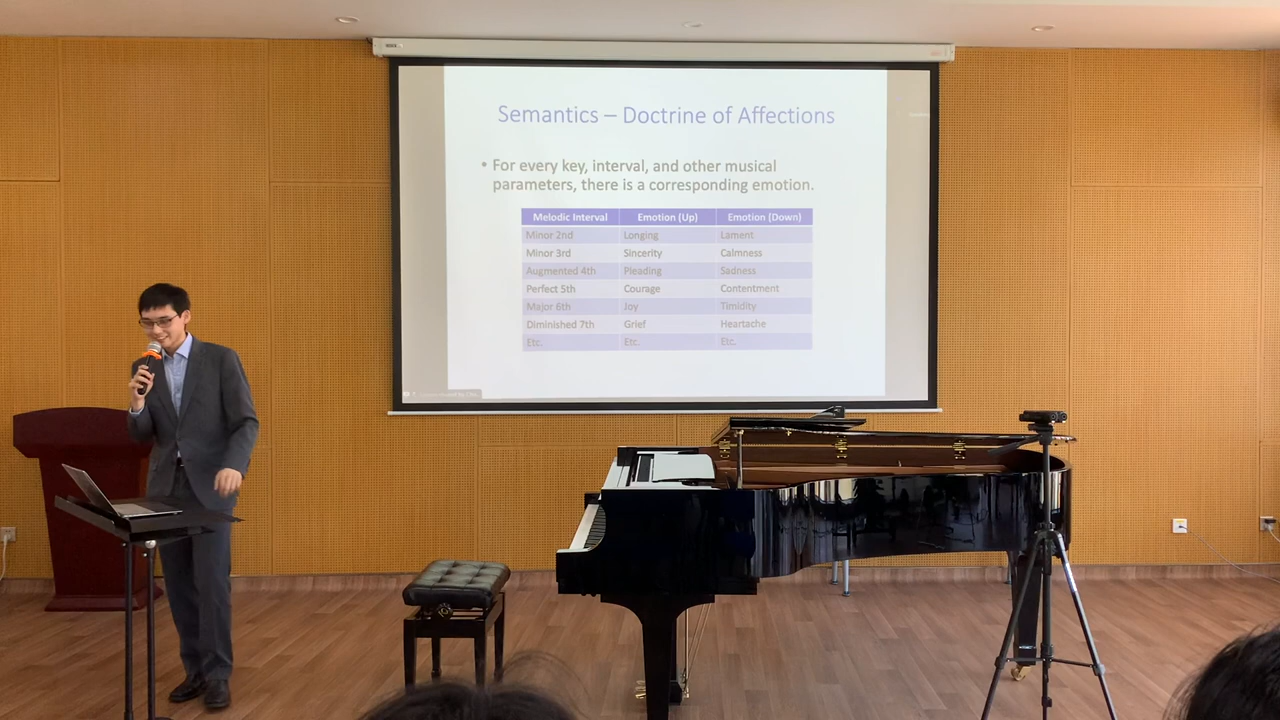 Semantics – Doctrine of Affections
• For every key, interval, and other musical
parameters, there is a corresponding emotion.
Melodic Interval Emotion (Up) Emotion (Down)
Minor 2nd Longing Lament
Minor 3rd Sincerity Calmness
Augmented 4th Pleading Sadness
Perfect 5th Courage Contentment
Major 6th Joy Timidity
Diminished 7th Grief Heartache
Etc. Etc. Etc.